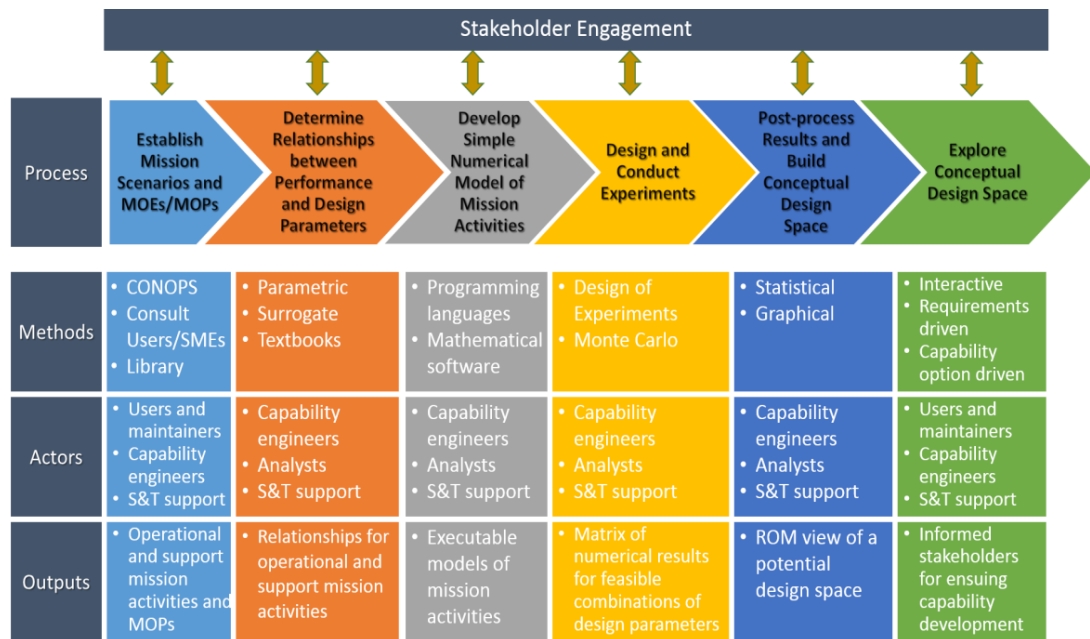 Stakeholder Engagement
Process
Establish
Mission
Scenarios and
MOEs/MOPs
Determine
Relationships
between
Performance
and Design
Parameters
Develop
Simple
Numerical
Model of
Mission
Activities
Design and
Conduct
Experiments
Post-process
Results and
Build
Conceptual
Design
Space
Explore
Conceptual
Design Space
Methods
• CONOPS
• Consult
Users/SMEs
• Library
• Parametric
• Surrogate
• Textbooks
• Programming
languages
• Mathematical
software
• Design of
Experiments
• Monte Carlo
• Statistical
• Graphical
• Interactive
• Requirements
driven
• Capability
option driven
Actors
• Users and
maintainers
• Capability
engineers
• S&T support
• Capability
engineers
• Analysts
• S&T support
• Capability
engineers
• Analysts
• S&T support
• Capability
engineers
• Analysts
• S&T support
• Capability
engineers
• Analysts
• S&T support
• Users and
maintainers
• Capability
engineers
• S&T support
Outputs
• Operational
and support
mission
activities and
MOPs
• Relationships for
operational and
support mission
activities
• Executable
models of
mission
activities
• Matrix of
numerical results
for feasible
combinations of
design parameters
• ROM view of a
potential
design space
• Informed
stakeholders
for ensuing
capability
development